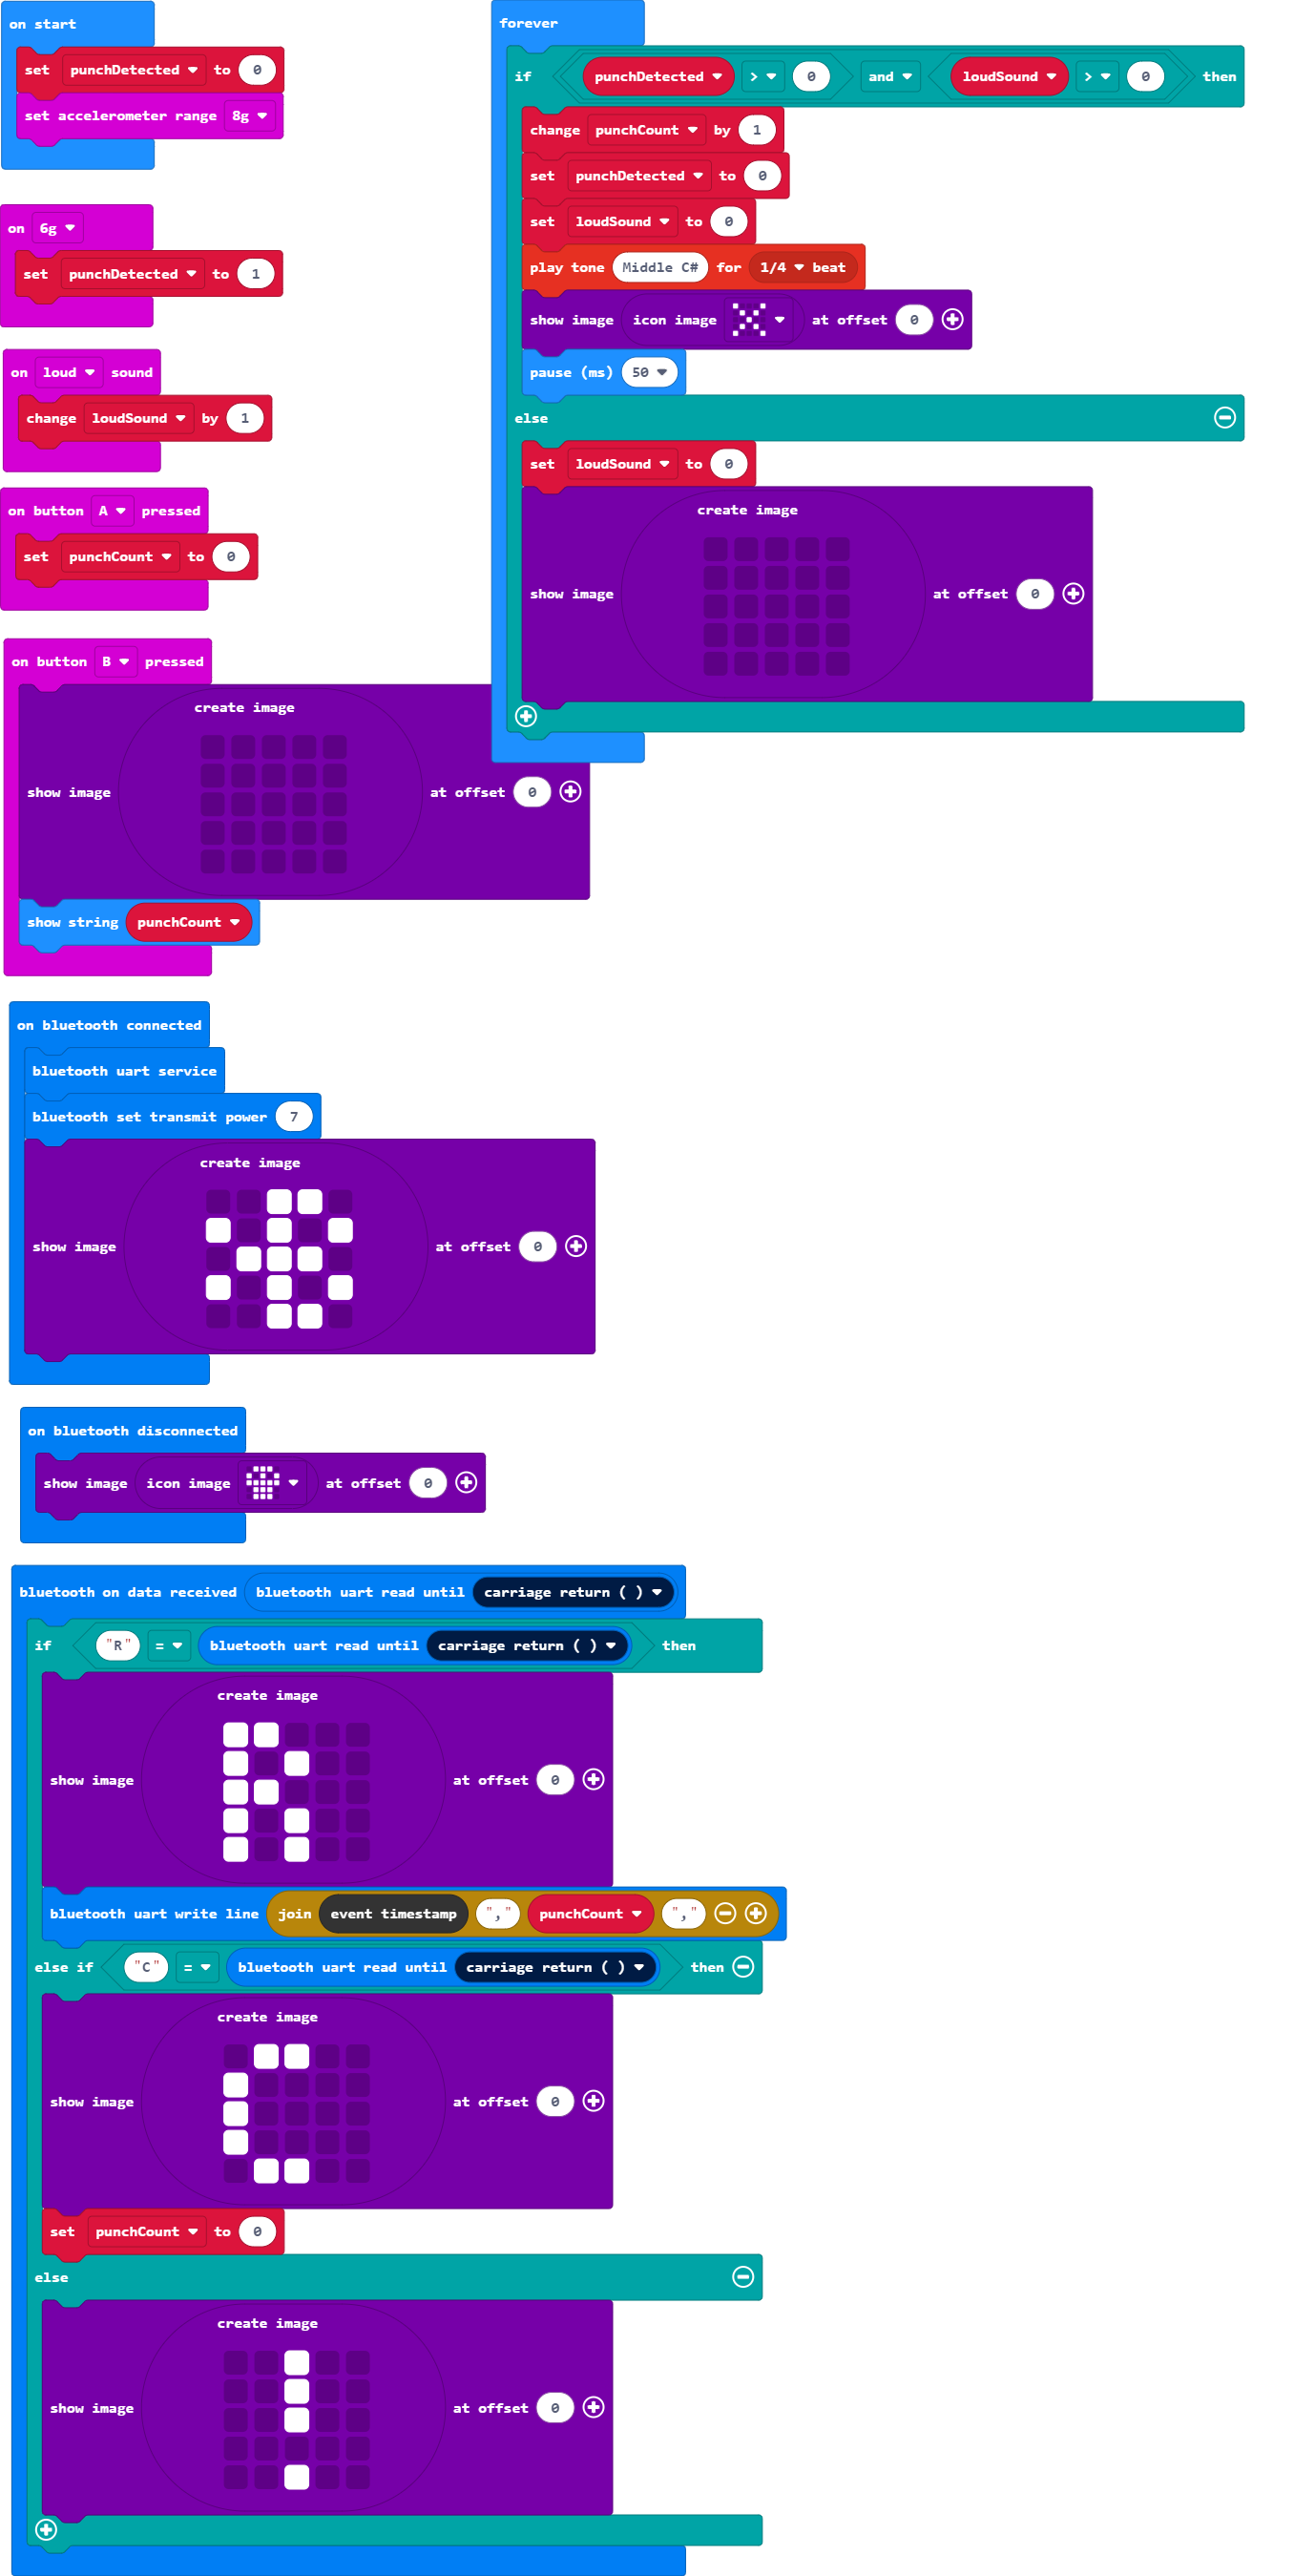 on start
set punchDetected to 0
set accelerometer range 8g
on 6g
set punchDetected to 1
on loud sound
change loudSound by 1
on button A pressed
set punchCount to 0
on button B pressed
create image
show image at offset 0
show string punchCount
forever
if punchDetected > 0 and loudSound > 0 then
change punchCount by 1
set punchDetected to 0
set loudSound to 0
play tone Middle C# for 1/4 beat
show image icon image at offset 0
pause (ms) 50
else
set loudSound to 0
create image
show image at offset 0
on bluetooth connected
bluetooth uart service
bluetooth set transmit power 7
create image
show image at offset 0
on bluetooth disconnected
show image icon image at offset 0
bluetooth on data received bluetooth uart read until carriage return ( )
if "R" = bluetooth uart read until carriage return ( ) then
create image
show image at offset 0
bluetooth uart write line join event timestamp "," punchCount ","
else if "C" = bluetooth uart read until carriage return ( ) then
create image
show image at offset 0
set punchCount to 0
else
create image
show image at offset 0